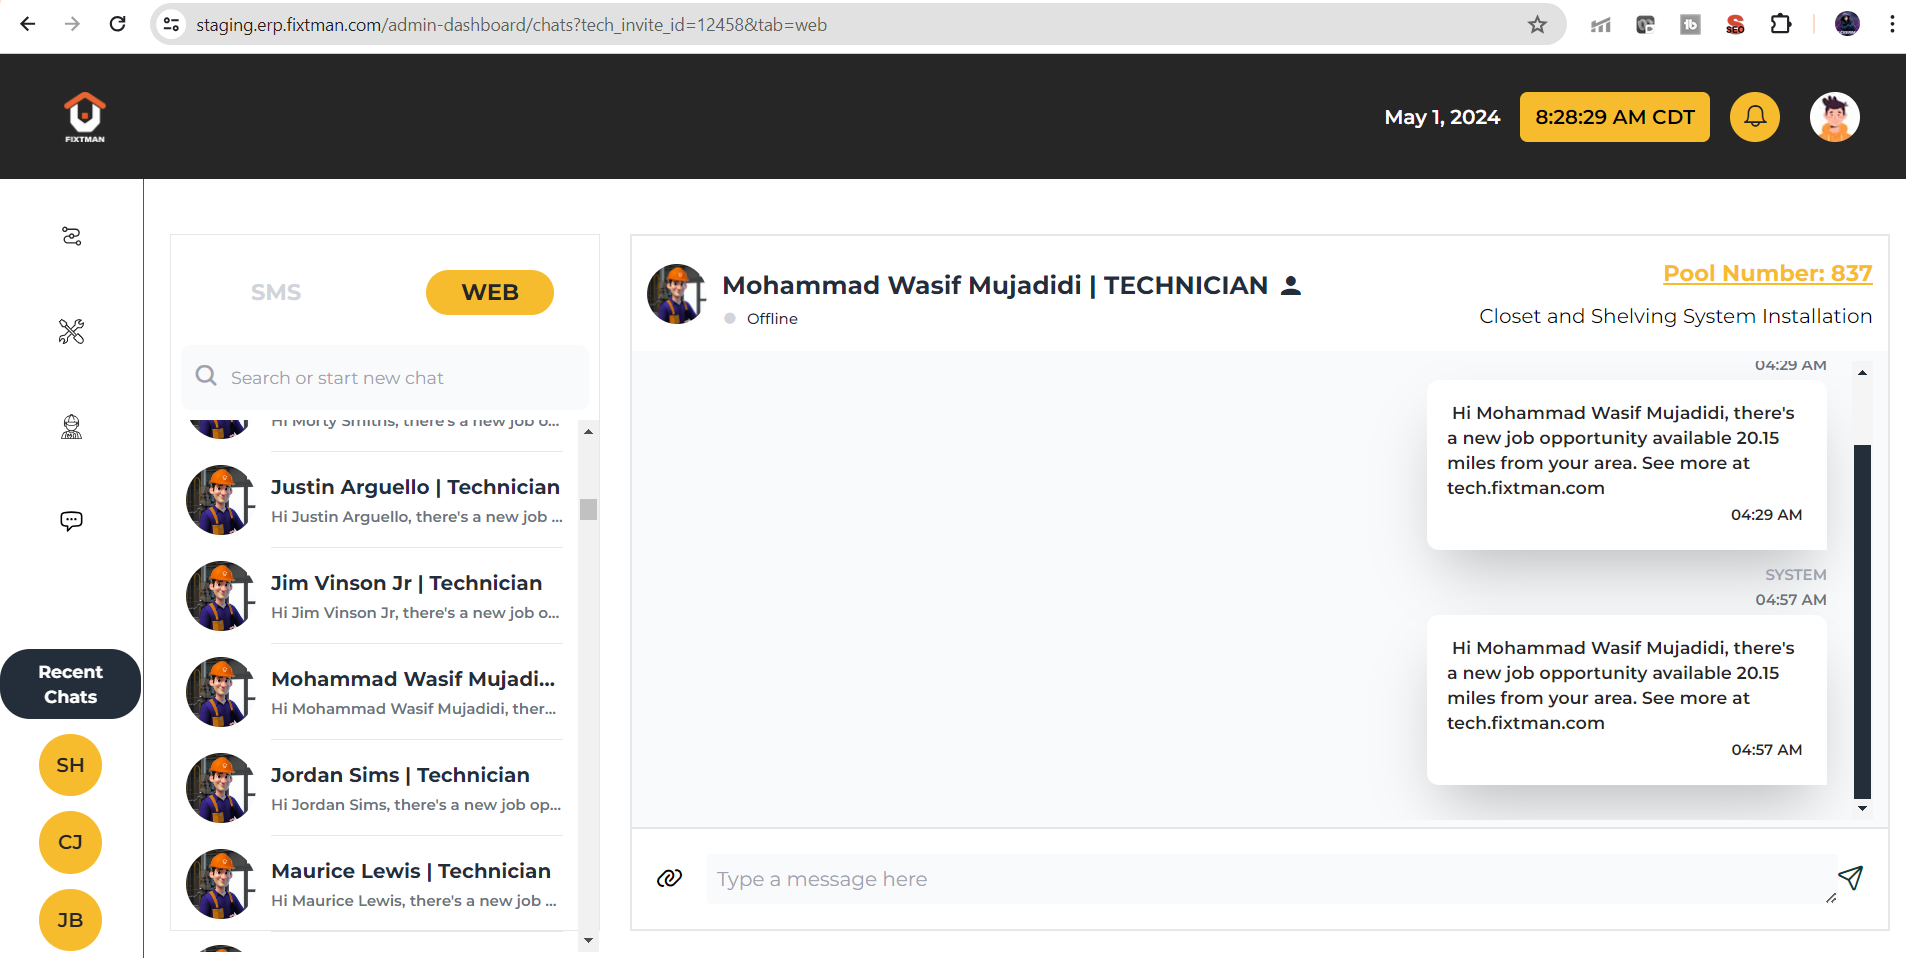 staging.erp.fixtman.com/admin-dashboard/chats?tech_invite_id=12458&tab=web
SEO
FIXTMAN
May 1, 2024
8:28:29 AM CDT
SMS
WEB
Search or start new chat
Hi Morty Smiths, there's a new job o...
Justin Arguello | Technician
Hi Justin Arguello, there's a new job ...
Jim Vinson Jr | Technician
Hi Jim Vinson Jr, there's a new job o...
Mohammad Wasif Mujadi...
Hi Mohammad Wasif Mujadidi, ther...
Jordan Sims | Technician
Hi Jordan Sims, there's a new job op...
Maurice Lewis | Technician
Hi Maurice Lewis, there's a new job ...
Recent
Chats
SH
CJ
JB
Mohammad Wasif Mujadidi | TECHNICIAN
Offline
Pool Number: 837
Closet and Shelving System Installation
04:29 AM
Hi Mohammad Wasif Mujadidi, there's
a new job opportunity available 20.15
miles from your area. See more at
tech.fixtman.com
04:29 AM
SYSTEM
04:57 AM
Hi Mohammad Wasif Mujadidi, there's
a new job opportunity available 20.15
miles from your area. See more at
tech.fixtman.com
04:57 AM
Type a message here